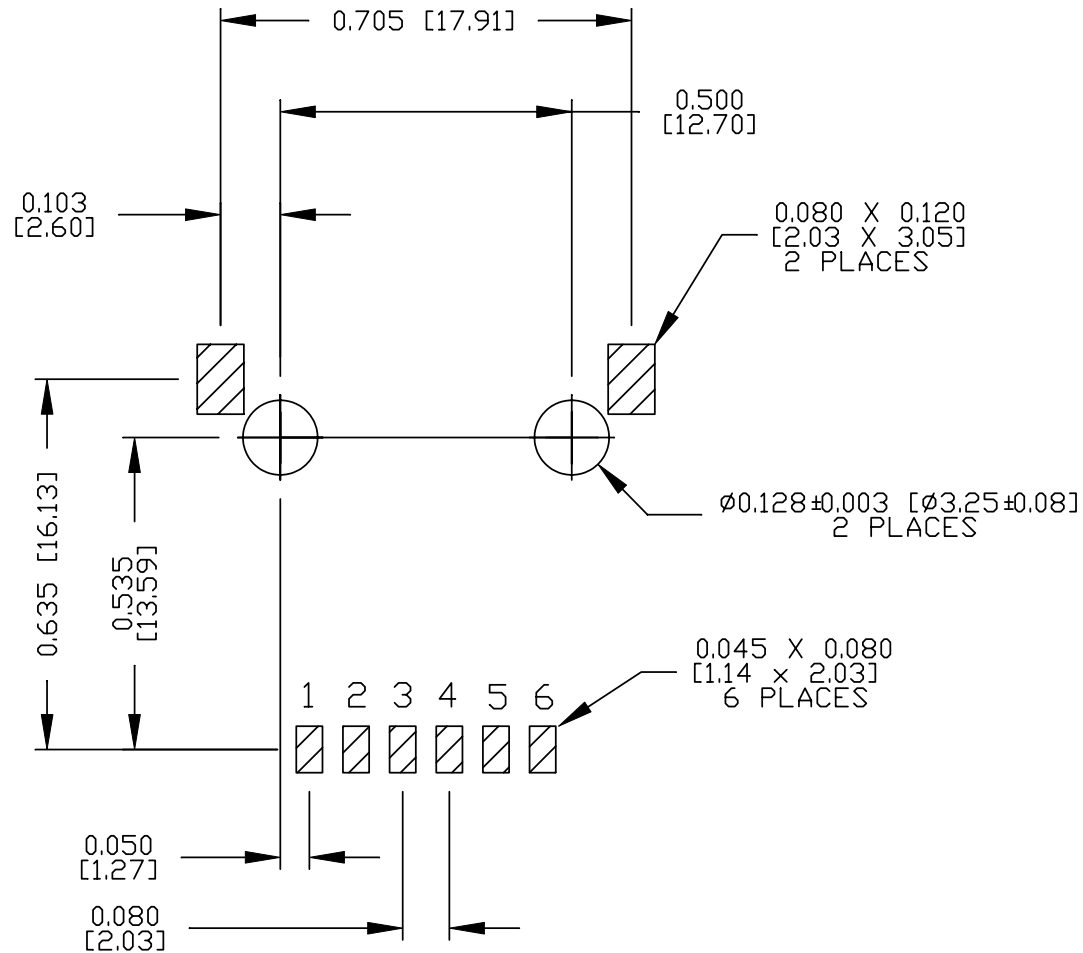 0.705 [17.91]
0.500
[12.70]
0.103
[2.60]
0.080 X 0.120
[2.03 X 3.05]
2 PLACES
0.635 [16.13]
0.535
[13.59]
Ø0.128±0.003 [Ø3.25±0.08]
2 PLACES
0.045 X 0.080
[1.14 x 2.03]
6 PLACES
1 2 3 4 5 6
0.050
[1.27]
0.080
[2.03]